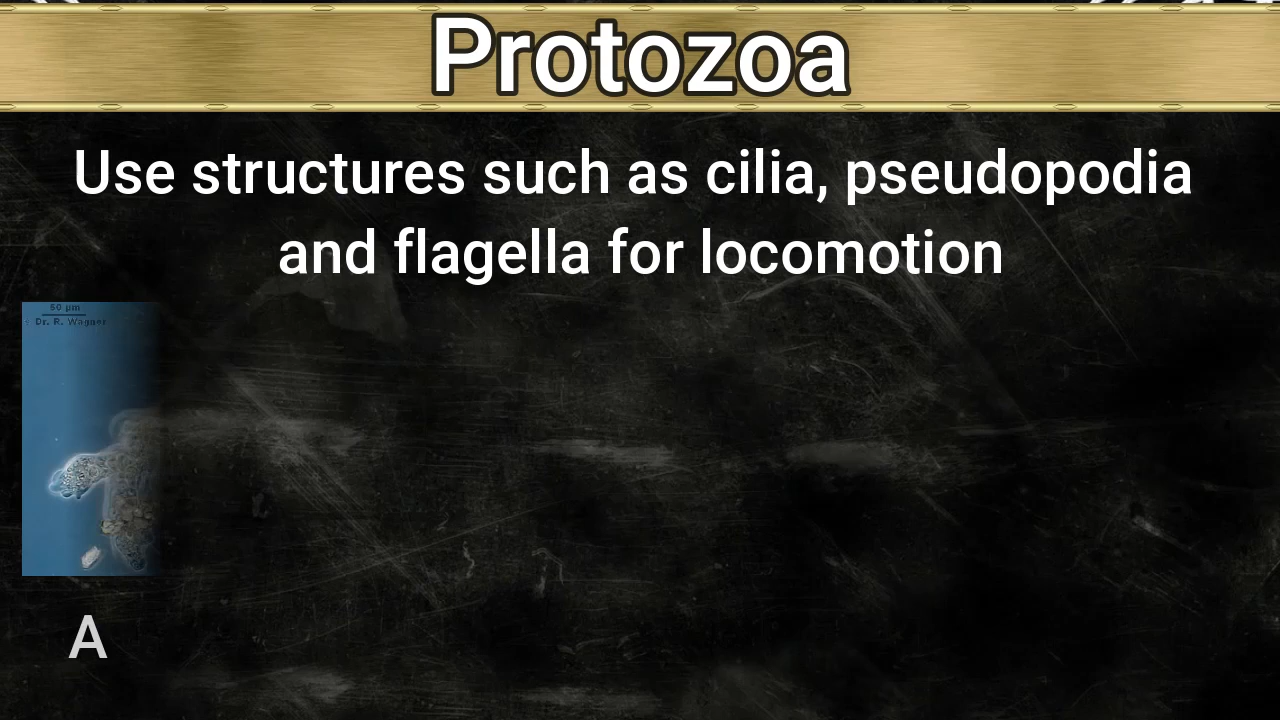 Protozoa
Use structures such as cilia, pseudopodia
and flagella for locomotion
50 µm
Dr. R. Wagner
A